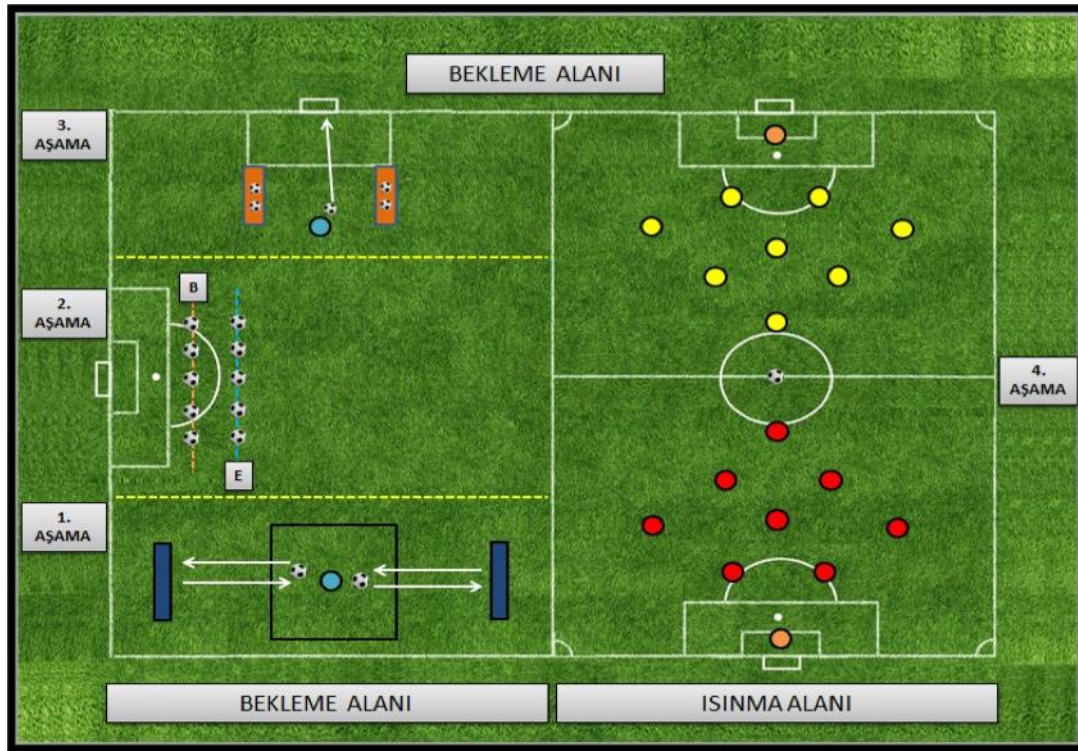 BEKLEME ALANI
3.
AŞAMA
B
2.
AŞAMA
4.
AŞAMA
E
1.
AŞAMA
BEKLEME ALANI
ISINMA ALANI